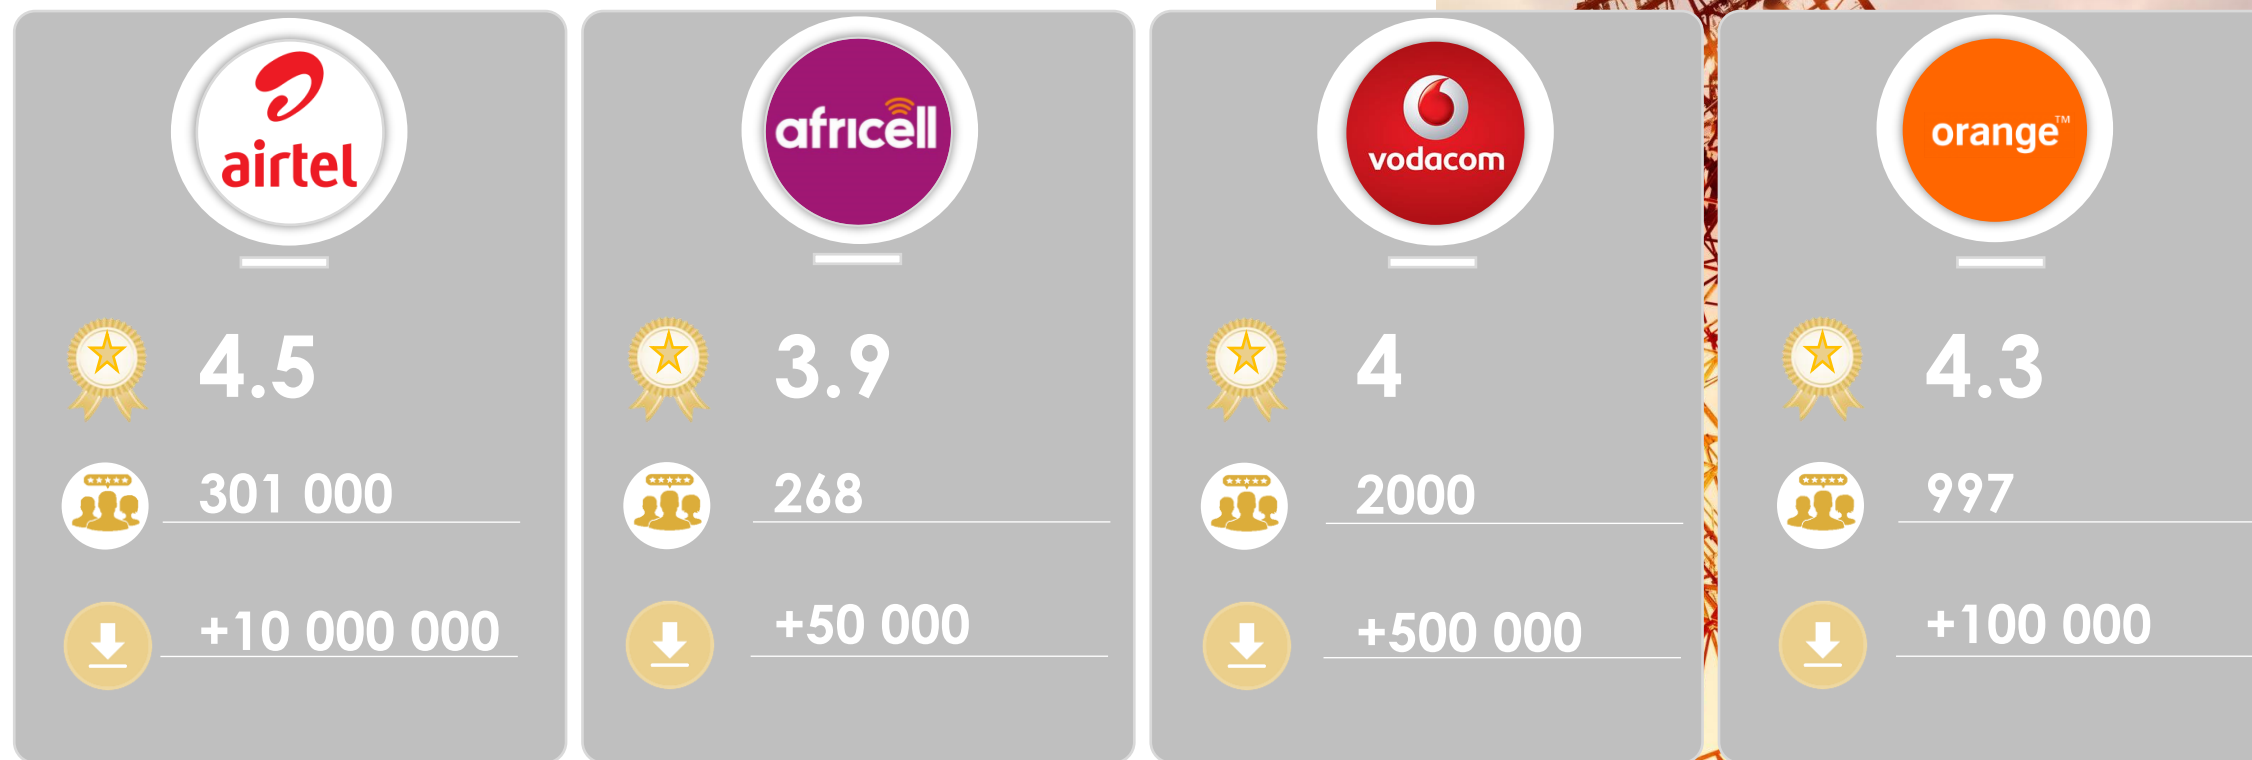 airtel
4.5
301 000
+10 000 000
africell
3.9
268
+50 000
vodacom
4
2000
+500 000
orange™
4.3
997
+100 000